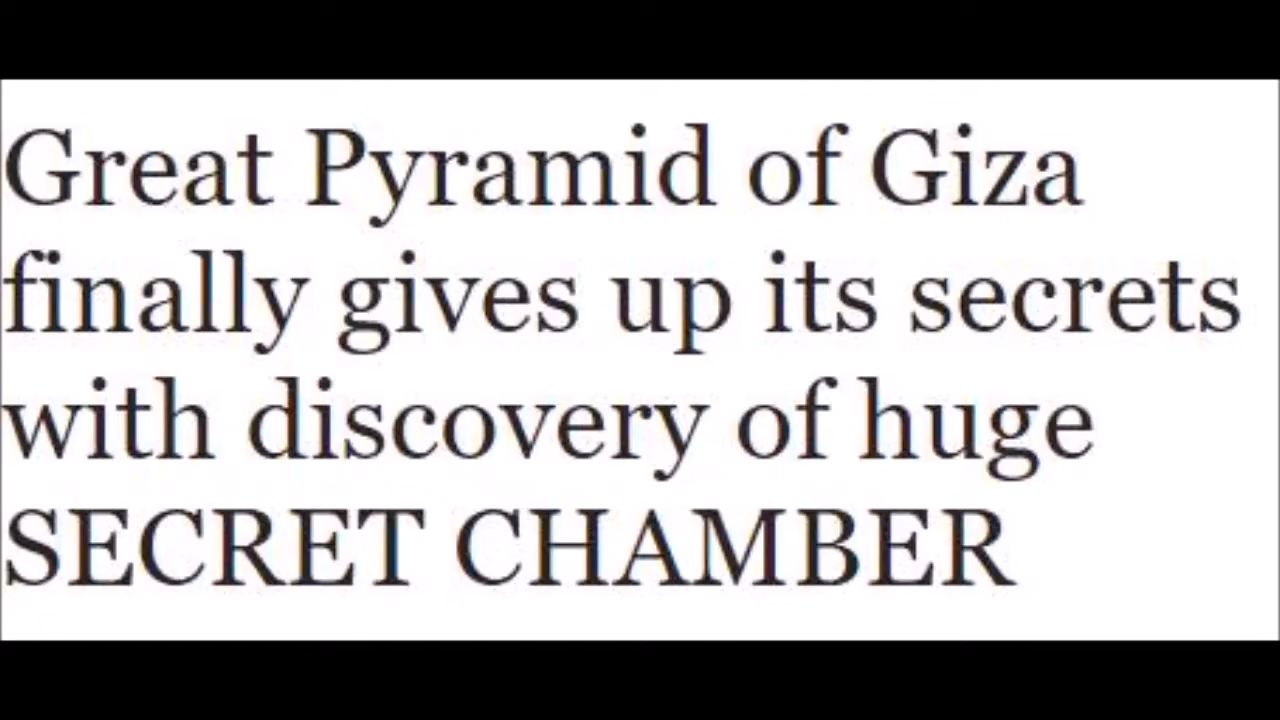 Great Pyramid of Giza
finally gives up its secrets
with discovery of huge
SECRET CHAMBER